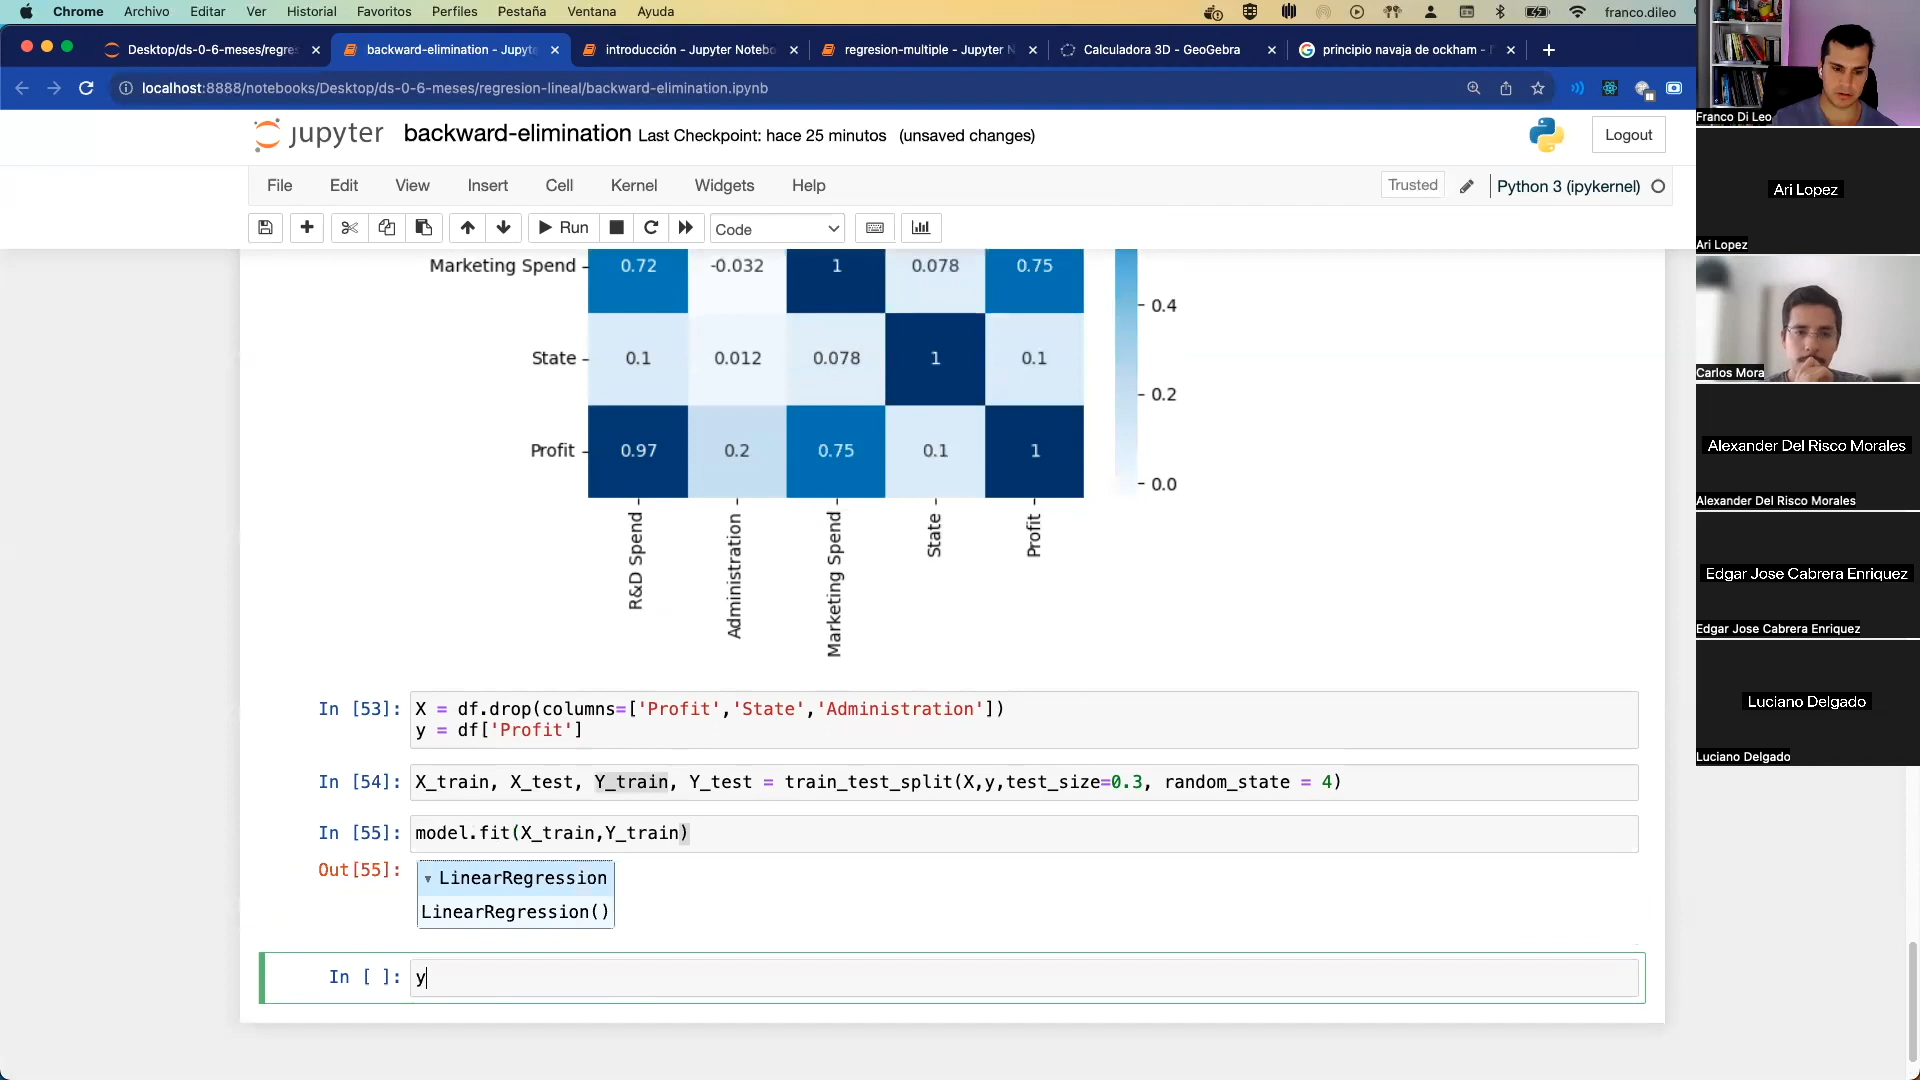 Chrome Archivo Editar Ver Historial Favoritos Perfiles Pestaña Ventana Ayuda franco.dileo
Desktop/ds-0-6-meses/regre
backward-elimination - Jupyt
introducción - Jupyter Notebo
regresion-multiple - Jupyter N
Calculadora 3D - GeoGebra
principio navaja de ockham -
localhost:8888/notebooks/Desktop/ds-0-6-meses/regresion-lineal/backward-elimination.ipynb
jupyter backward-elimination Last Checkpoint: hace 25 minutos (unsaved changes)
Logout
File Edit View Insert Cell Kernel Widgets Help
Trusted Python 3 (ipykernel)
Run Code
Marketing Spend 0.72 -0.032 1 0.078 0.75
0.4
State 0.1 0.012 0.078 1 0.1
0.2
Profit 0.97 0.2 0.75 0.1 1
0.0
R&D Spend
Administration
Marketing Spend
State
Profit
In [53]: X = df.drop(columns=['Profit','State','Administration'])
y = df['Profit']
In [54]: X_train, X_test, Y_train, Y_test = train_test_split(X,y,test_size=0.3, random_state = 4)
In [55]: model.fit(X_train,Y_train)
Out[55]: LinearRegression
LinearRegression()
In [ ]: y
Franco Di Leo
Ari Lopez
Ari Lopez
Carlos Mora
Alexander Del Risco Morales
Alexander Del Risco Morales
Edgar Jose Cabrera Enriquez
Edgar Jose Cabrera Enriquez
Luciano Delgado
Luciano Delgado